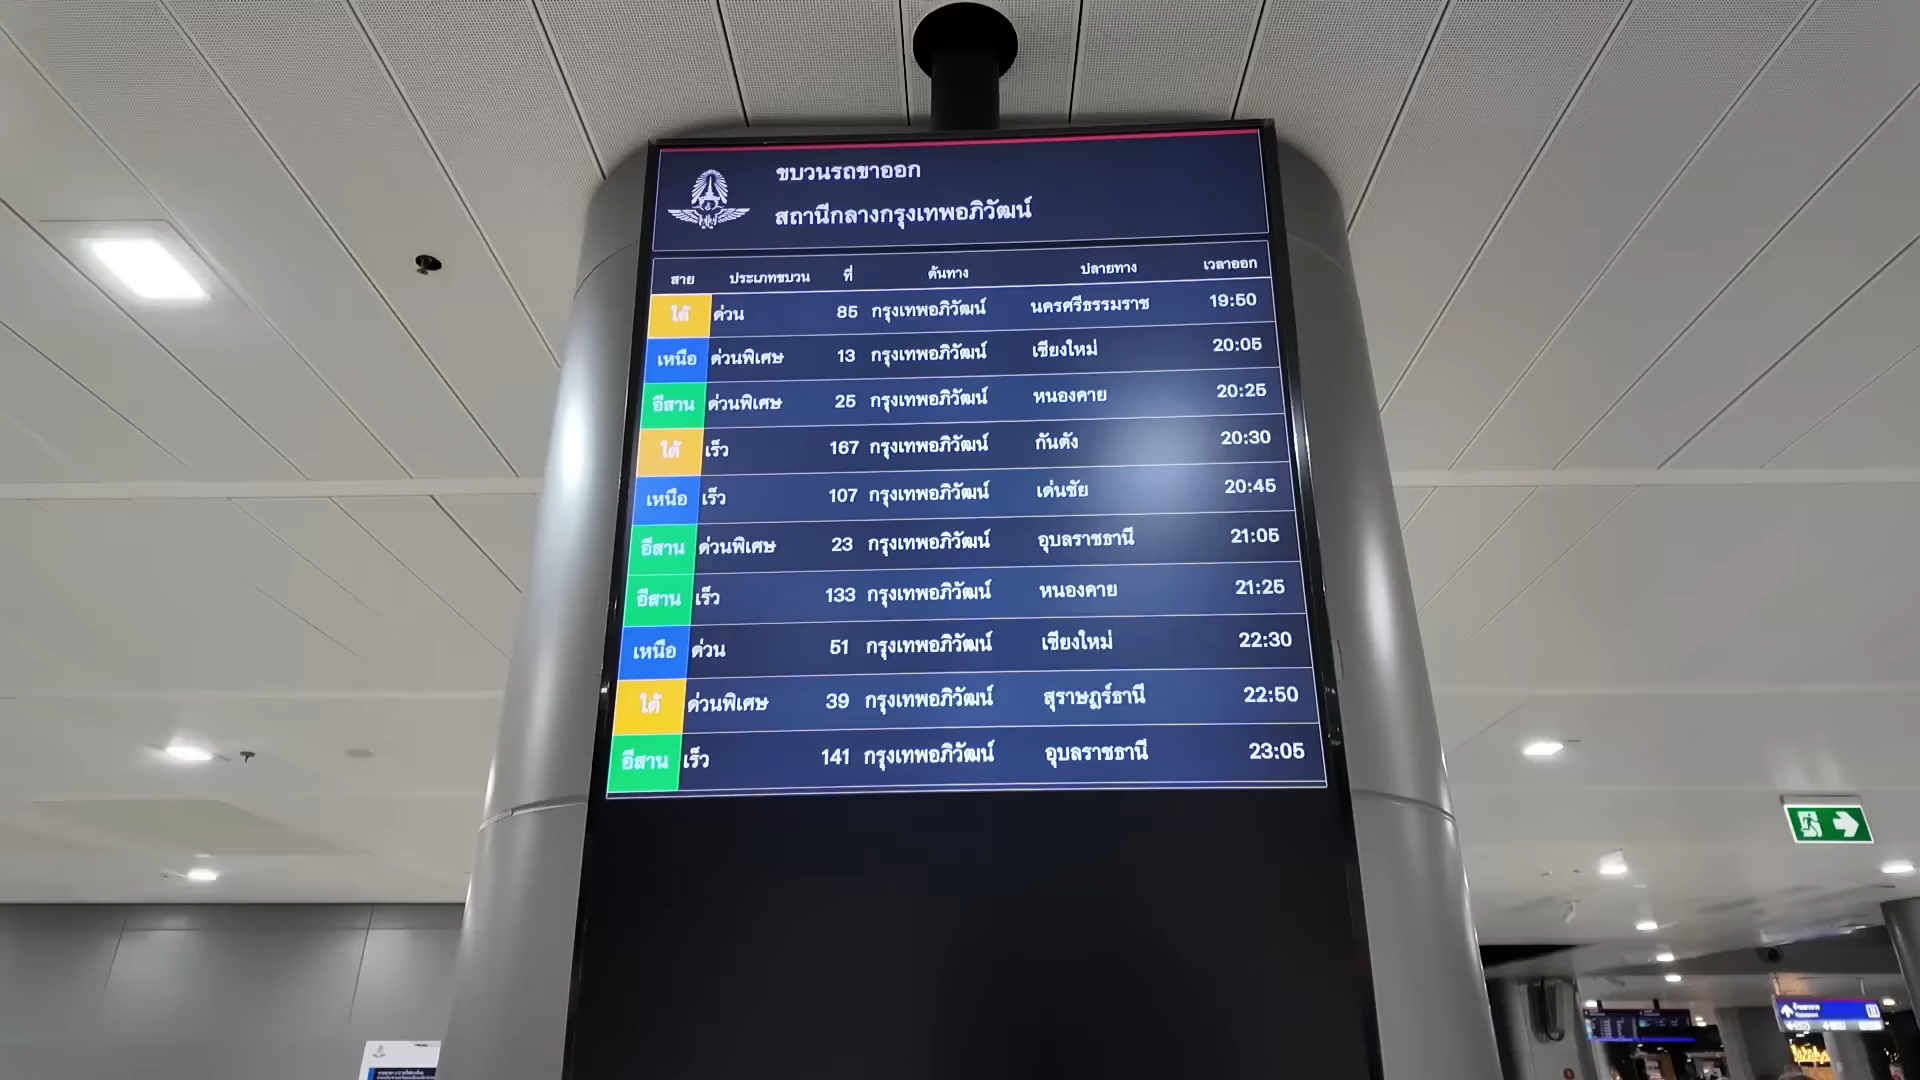 ขบวนรถขาออก
สถานีกลางกรุงเทพอภิวัฒน์
สาย ประเภทขบวน ที่ ต้นทาง ปลายทาง เวลาออก
ใต้ ด่วน 85 กรุงเทพอภิวัฒน์ นครศรีธรรมราช 19:50
เหนือ ด่วนพิเศษ 13 กรุงเทพอภิวัฒน์ เชียงใหม่ 20:05
อีสาน ด่วนพิเศษ 25 กรุงเทพอภิวัฒน์ หนองคาย 20:25
ใต้ เร็ว 167 กรุงเทพอภิวัฒน์ กันตัง 20:30
เหนือ เร็ว 107 กรุงเทพอภิวัฒน์ เด่นชัย 20:45
อีสาน ด่วนพิเศษ 23 กรุงเทพอภิวัฒน์ อุบลราชธานี 21:05
อีสาน เร็ว 133 กรุงเทพอภิวัฒน์ หนองคาย 21:25
เหนือ ด่วน 51 กรุงเทพอภิวัฒน์ เชียงใหม่ 22:30
ใต้ ด่วนพิเศษ 39 กรุงเทพอภิวัฒน์ สุราษฎร์ธานี 22:50
อีสาน เร็ว 141 กรุงเทพอภิวัฒน์ อุบลราชธานี 23:05